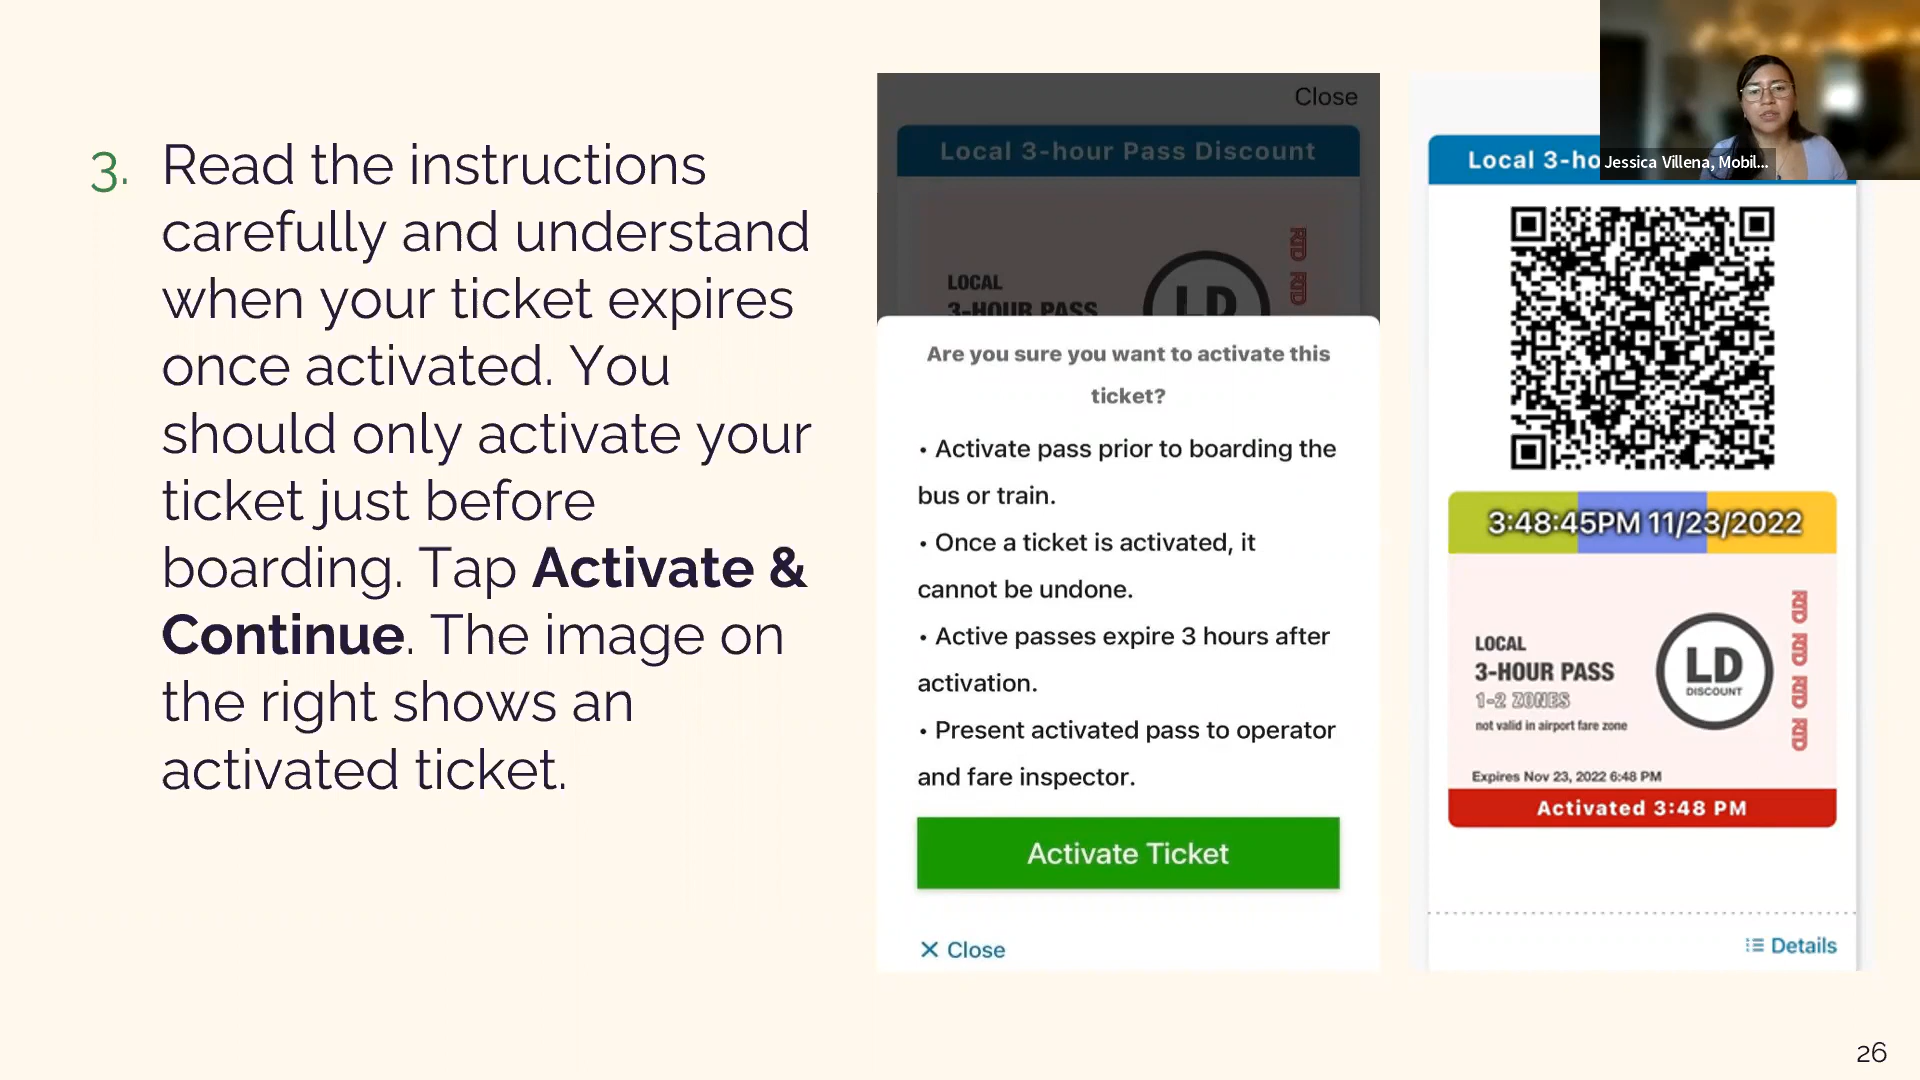 3. Read the instructions
carefully and understand
when your ticket expires
once activated. You
should only activate your
ticket just before
boarding. Tap Activate &
Continue. The image on
the right shows an
activated ticket.
Close
Local 3-hour Pass Discount
RTD RTD
LOCAL
3-HOUR PASS
LD
Are you sure you want to activate this
ticket?
• Activate pass prior to boarding the
bus or train.
• Once a ticket is activated, it
cannot be undone.
• Active passes expire 3 hours after
activation.
• Present activated pass to operator
and fare inspector.
Activate Ticket
✕ Close
Local 3-ho
Jessica Villena, Mobil...
3:48:45PM 11/23/2022
LOCAL
3-HOUR PASS
1-2 ZONES
not valid in airport fare zone
LD
DISCOUNT
RTD RTD RTD RTD
Expires Nov 23, 2022 6:48 PM
Activated 3:48 PM
Details
26